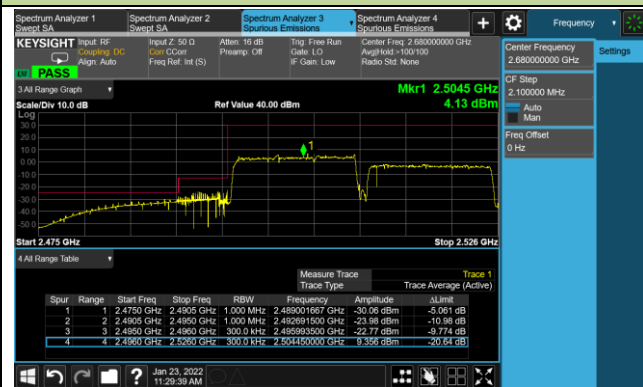 Spectrum Analyzer 1
Swept SA
Spectrum Analyzer 2
Swept SA
Spectrum Analyzer 3
Spurious Emissions
Spectrum Analyzer 4
Spurious Emissions
+
Frequency
KEYSIGHT
Input: RF
Coupling: DC
Align: Auto
Input Z: 50 Ω
Corr CCorr
Freq Ref: Int (S)
Atten: 16 dB
Preamp: Off
Trig: Free Run
Gate: LO
IF Gain: Low
Center Freq: 2.680000000 GHz
Avg|Hold:>100/100
Radio Std: None
LXI
PASS
3 All Range Graph
Mkr1 2.5045 GHz
Scale/Div 10.0 dB
Ref Value 40.00 dBm
4.13 dBm
Log
30.0
20.0
10.0
0.00
-10.0
-20.0
-30.0
-40.0
-50.0
1
Start 2.475 GHz
Stop 2.526 GHz
4 All Range Table
Measure Trace Trace 1
Trace Type Trace Average (Active)
Spur Range Start Freq Stop Freq RBW Frequency Amplitude ΔLimit
1 1 2.4750 GHz 2.4905 GHz 1.000 MHz 2.489001667 GHz -30.06 dBm -5.061 dB
2 2 2.4905 GHz 2.4950 GHz 1.000 MHz 2.492691500 GHz -23.98 dBm -10.98 dB
3 3 2.4950 GHz 2.4960 GHz 300.0 kHz 2.495993500 GHz -22.77 dBm -9.774 dB
4 4 2.4960 GHz 2.5260 GHz 300.0 kHz 2.504450000 GHz 9.356 dBm -20.64 dB
Center Frequency
2.680000000 GHz
Settings
CF Step
2.100000 MHz
Auto
Man
Freq Offset
0 Hz
?
Jan 23, 2022
11:29:39 AM